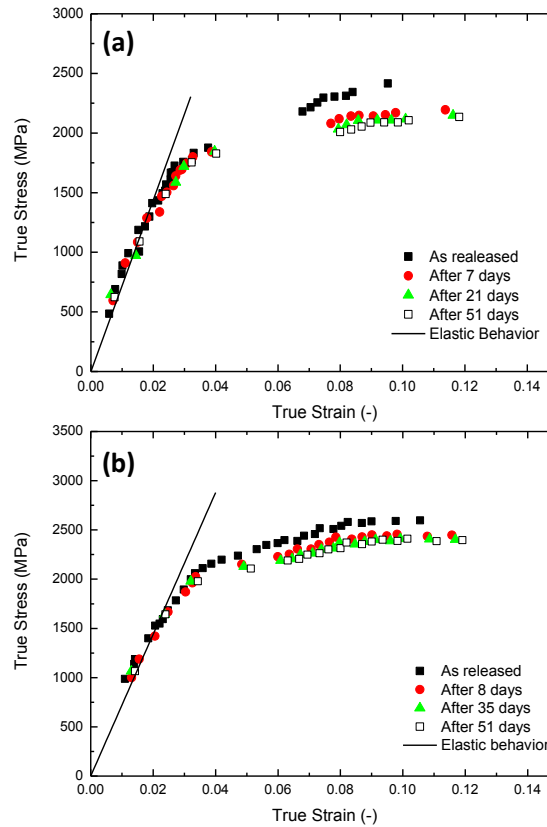 (a)
3000
2500
2000
1500
1000
500
0
True Stress (MPa)
As realeased
After 7 days
After 21 days
After 51 days
Elastic Behavior
0.00 0.02 0.04 0.06 0.08 0.10 0.12 0.14
True Strain (-)
(b)
3500
3000
2500
2000
1500
1000
500
0
True Stress (MPa)
As released
After 8 days
After 35 days
After 51 days
Elastic behavior
0.00 0.02 0.04 0.06 0.08 0.10 0.12 0.14
True Strain (-)